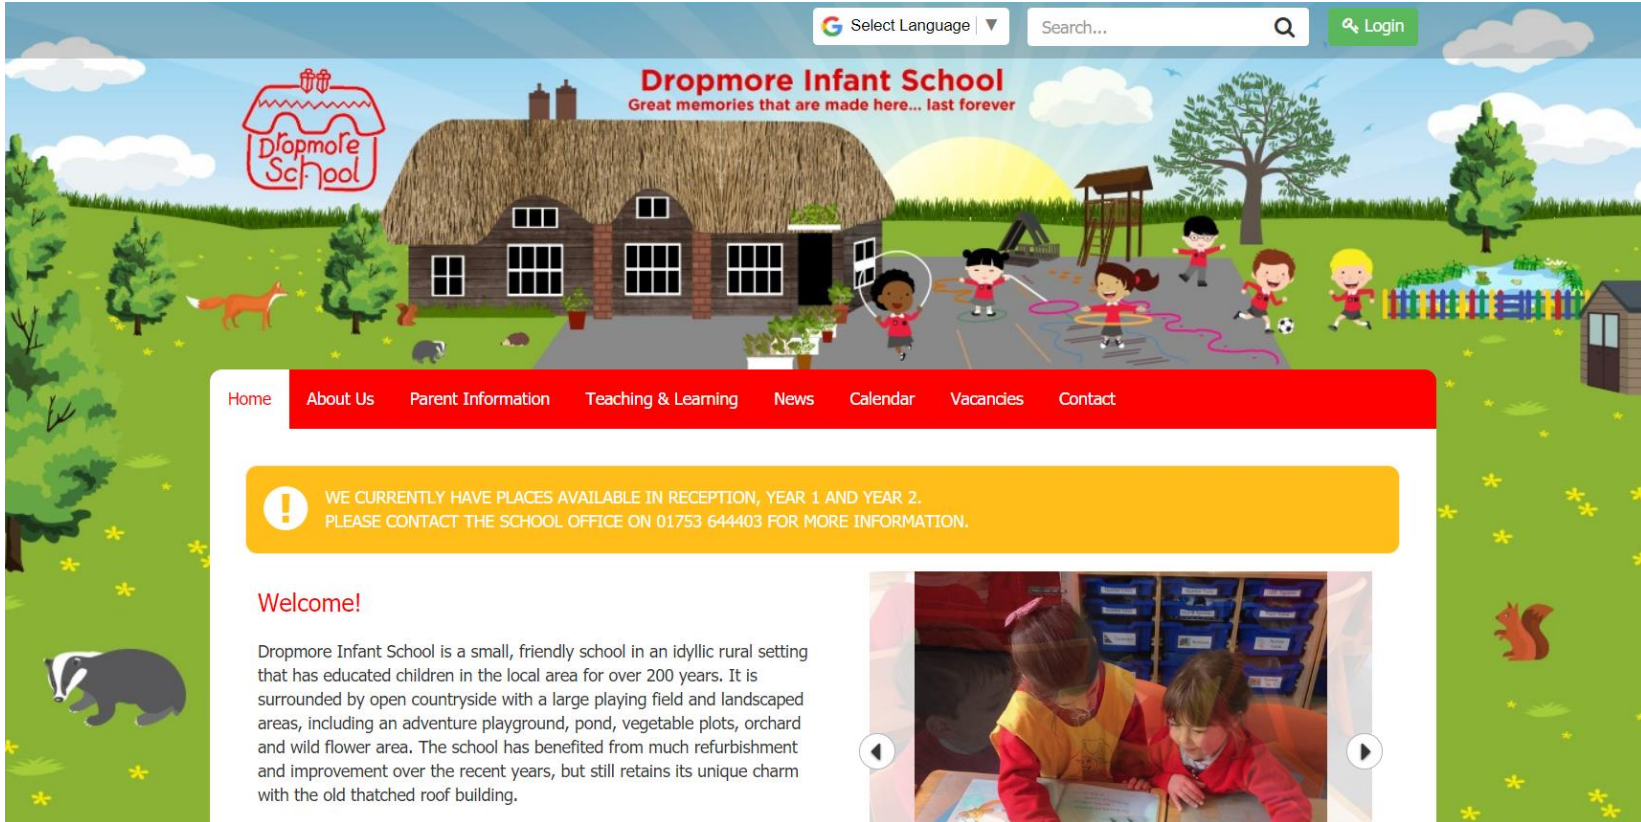 Select Language ▼
Search...
Login
Dropmore Infant School
Great memories that are made here... last forever
Dropmore
School
Home
About Us
Parent Information
Teaching & Learning
News
Calendar
Vacancies
Contact
WE CURRENTLY HAVE PLACES AVAILABLE IN RECEPTION, YEAR 1 AND YEAR 2.
PLEASE CONTACT THE SCHOOL OFFICE ON 01753 644403 FOR MORE INFORMATION.
Welcome!
Dropmore Infant School is a small, friendly school in an idyllic rural setting
that has educated children in the local area for over 200 years. It is
surrounded by open countryside with a large playing field and landscaped
areas, including an adventure playground, pond, vegetable plots, orchard
and wild flower area. The school has benefited from much refurbishment
and improvement over the recent years, but still retains its unique charm
with the old thatched roof building.